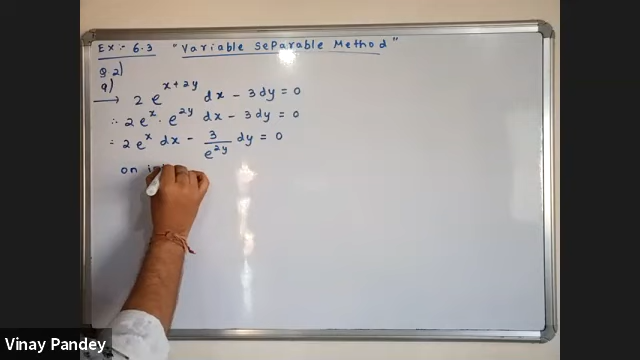 EX :- 6.3 "Variable Separable Method"
Q.2)
a)
→ 2 e^{x+2y} dx - 3 dy = 0
∴ 2 e^x · e^{2y} dx - 3 dy = 0
= 2 e^x dx - 3/e^{2y} dy = 0
on
Vinay Pandey